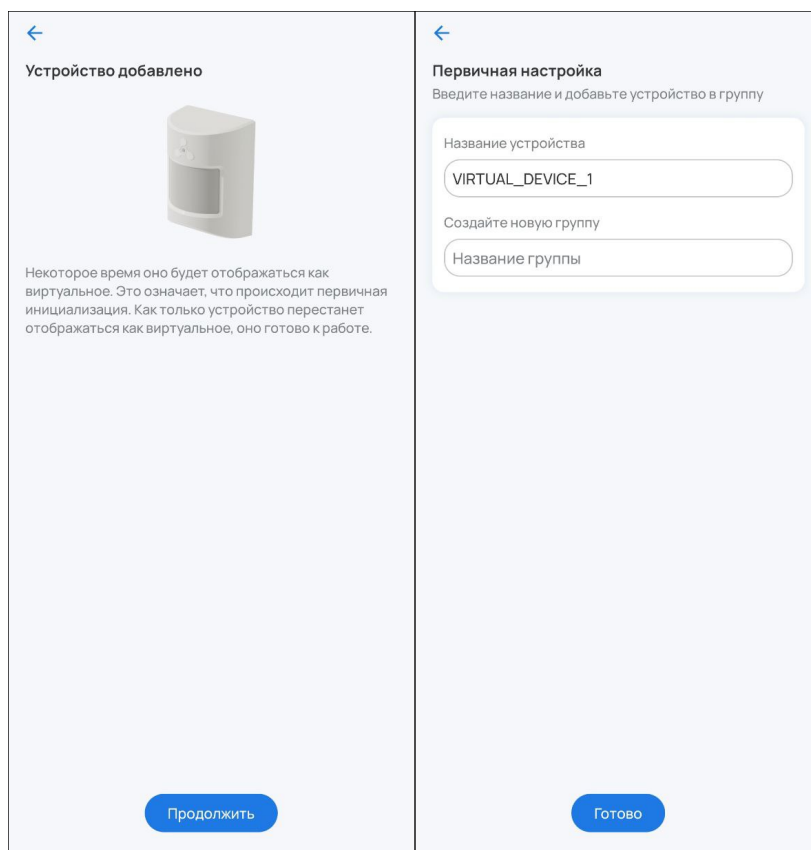 Устройство добавлено
Некоторое время оно будет отображаться как
виртуальное. Это означает, что происходит первичная
инициализация. Как только устройство перестанет
отображаться как виртуальное, оно готово к работе.
Продолжить
Первичная настройка
Введите название и добавьте устройство в группу
Название устройства
VIRTUAL_DEVICE_1
Создайте новую группу
Название группы
Готово